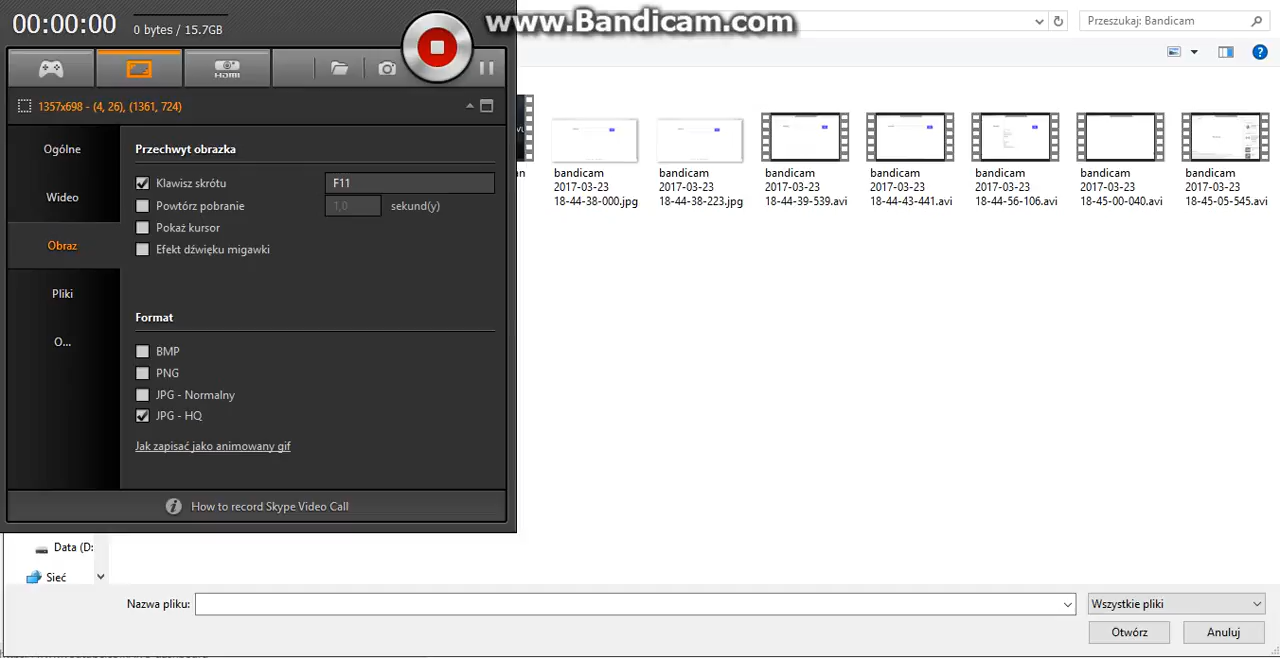 00:00:00
0 bytes / 15.7GB
www.Bandicam.com
Przeszukaj: Bandicam
HDMI
1357x698 - (4, 26), (1361, 724)
Ogólne
Wideo
Obraz
Pliki
O...
Przechwyt obrazka
Klawisz skrótu
F11
Powtórz pobranie
1,0
sekund(y)
Pokaż kursor
Efekt dźwięku migawki
Format
BMP
PNG
JPG - Normalny
JPG - HQ
Jak zapisać jako animowany gif
How to record Skype Video Call
bandicam
2017-03-23
18-44-38-000.jpg
bandicam
2017-03-23
18-44-38-223.jpg
bandicam
2017-03-23
18-44-39-539.avi
bandicam
2017-03-23
18-44-43-441.avi
bandicam
2017-03-23
18-44-56-106.avi
bandicam
2017-03-23
18-45-00-040.avi
bandicam
2017-03-23
18-45-05-545.avi
Data (D:
Sieć
Nazwa pliku:
Wszystkie pliki
Otwórz
Anuluj